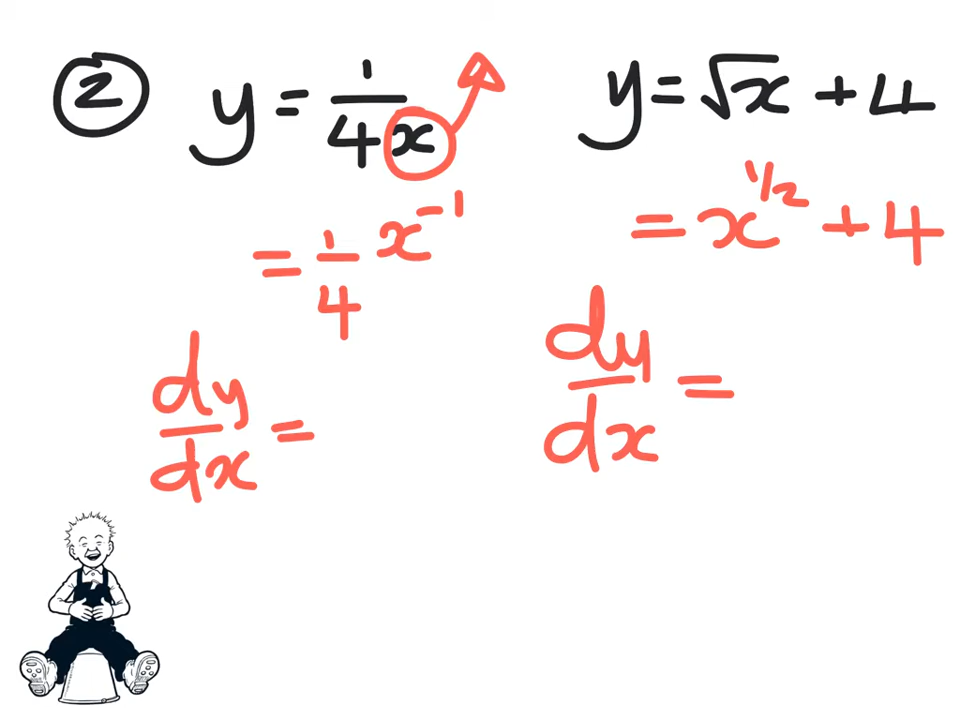 ② y = 1/4x
= 1/4 x⁻¹
dy/dx =
y = √x + 4
= x^1/2 + 4
dy/dx =